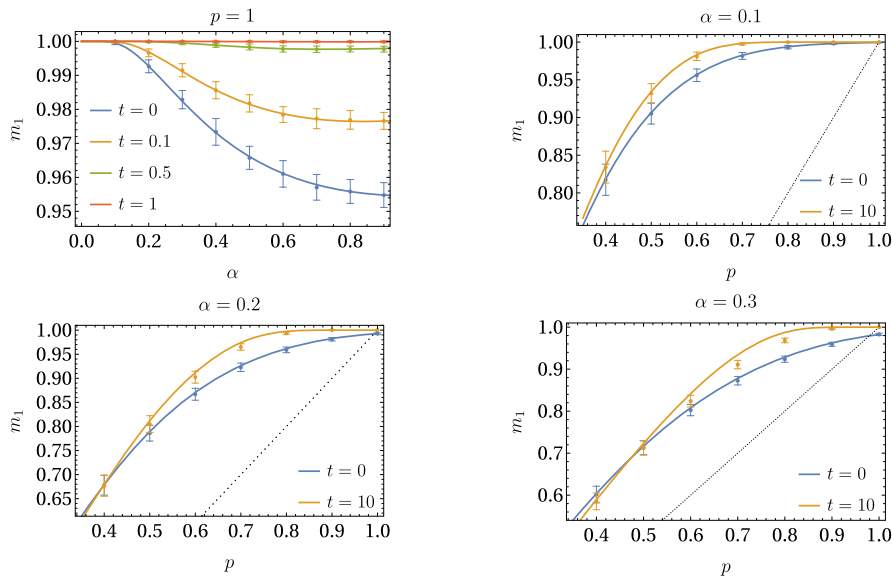 p = 1
1.00
0.99
0.98
0.97
0.96
0.95
m₁
t = 0
t = 0.1
t = 0.5
t = 1
0.0 0.2 0.4 0.6 0.8
α
α = 0.1
1.00
0.95
0.90
0.85
0.80
m₁
t = 0
t = 10
0.4 0.5 0.6 0.7 0.8 0.9 1.0
p
α = 0.2
1.00
0.95
0.90
0.85
0.80
0.75
0.70
0.65
m₁
t = 0
t = 10
0.4 0.5 0.6 0.7 0.8 0.9 1.0
p
α = 0.3
1.0
0.9
0.8
0.7
0.6
m₁
t = 0
t = 10
0.4 0.5 0.6 0.7 0.8 0.9 1.0
p